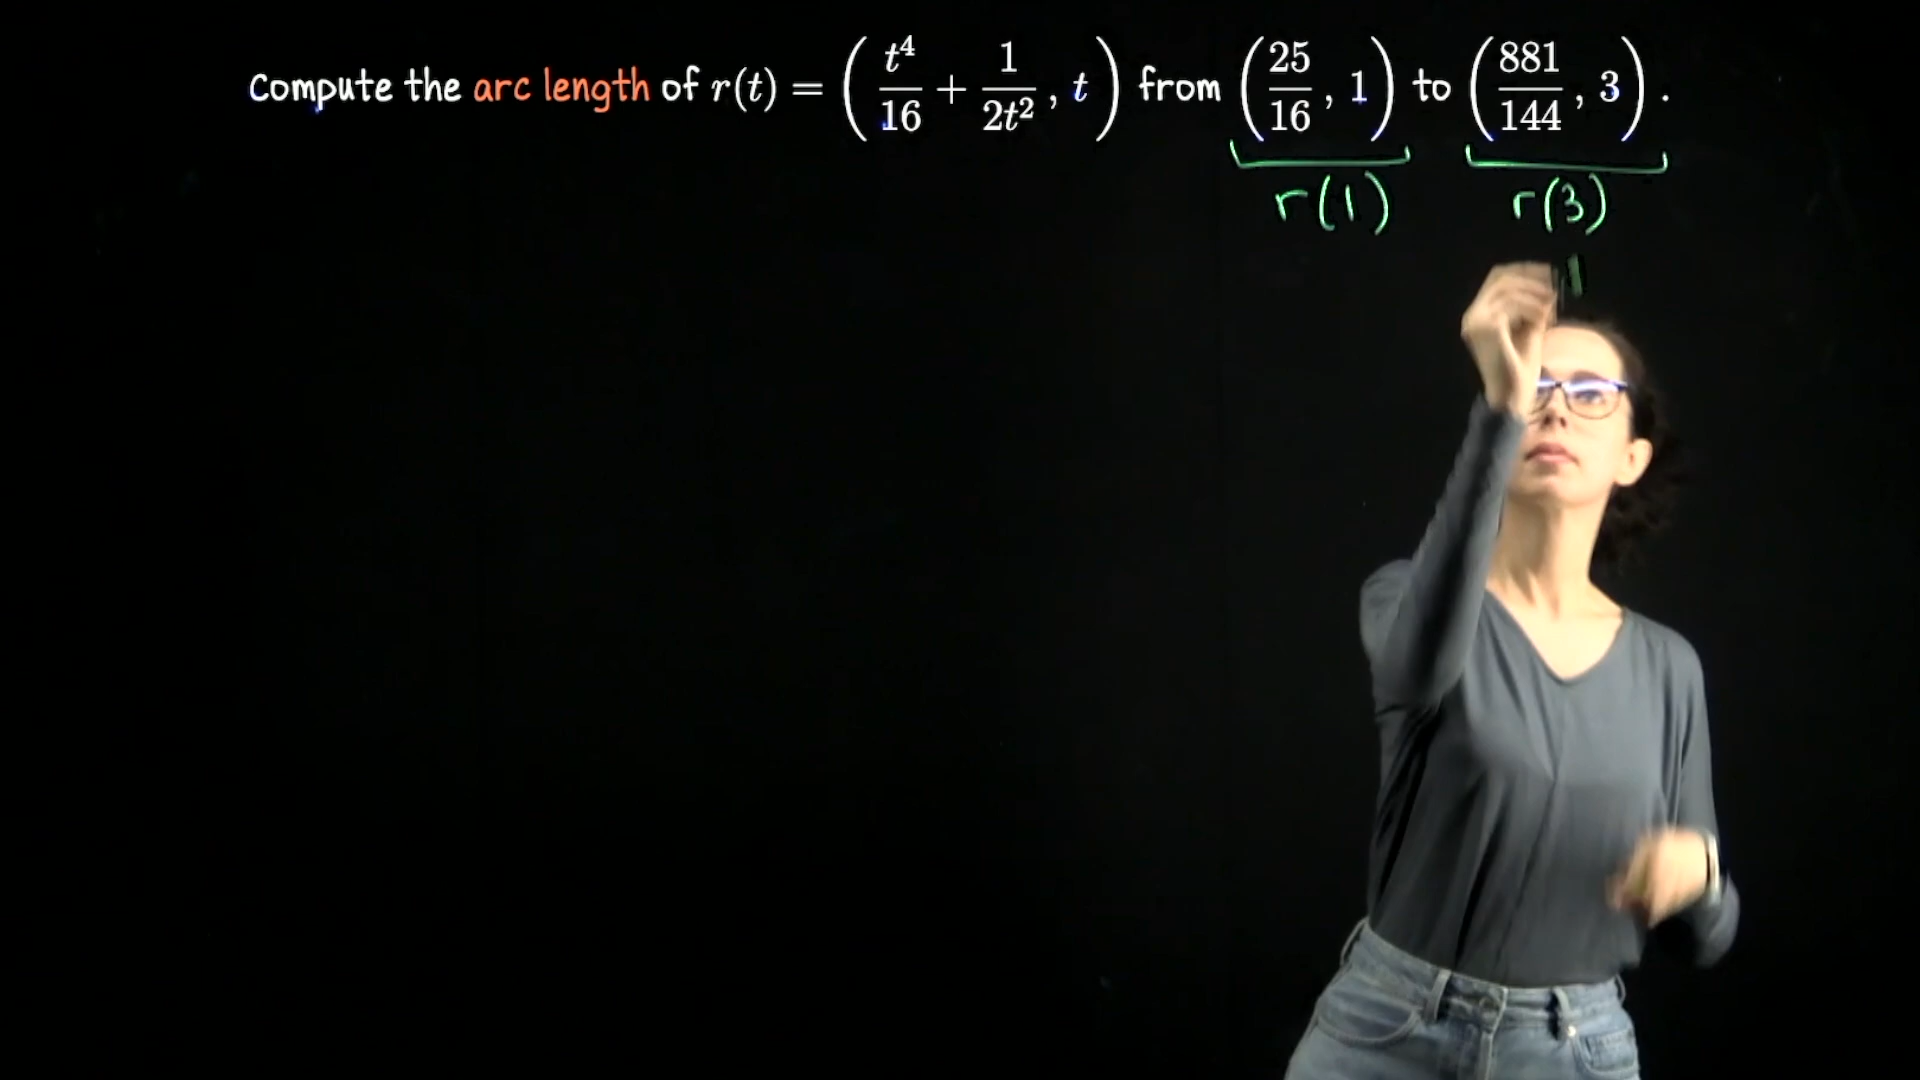 Compute the arc length of r(t) = ( t⁴/16 + 1/(2t²) , t ) from ( 25/16 , 1 ) to ( 881/144 , 3 ) .
r(1) r(3)